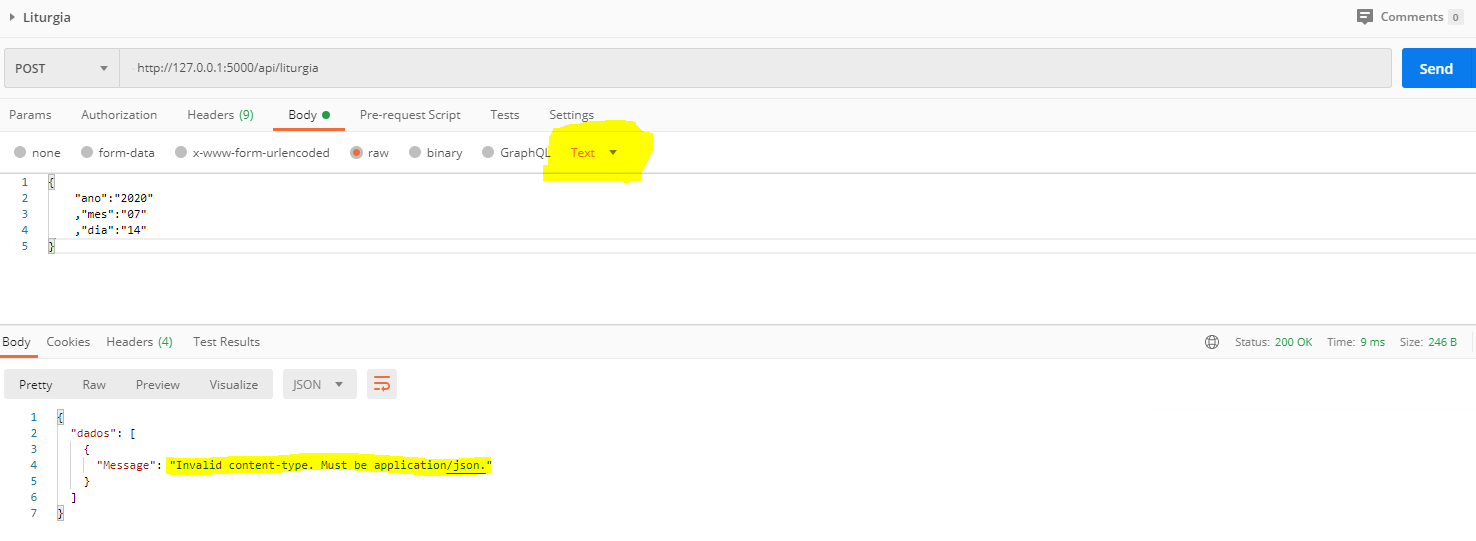 Liturgia
Comments 0
POST http://127.0.0.1:5000/api/liturgia Send
Params Authorization Headers (9) Body Pre-request Script Tests Settings
none form-data x-www-form-urlencoded raw binary GraphQL Text
1 {
2 "ano":"2020"
3 ,"mes":"07"
4 ,"dia":"14"
5 }
Body Cookies Headers (4) Test Results Status: 200 OK Time: 9 ms Size: 246 B
Pretty Raw Preview Visualize JSON
1 {
2 "dados": [
3 {
4 "Message": "Invalid content-type. Must be application/json."
5 }
6 ]
7 }